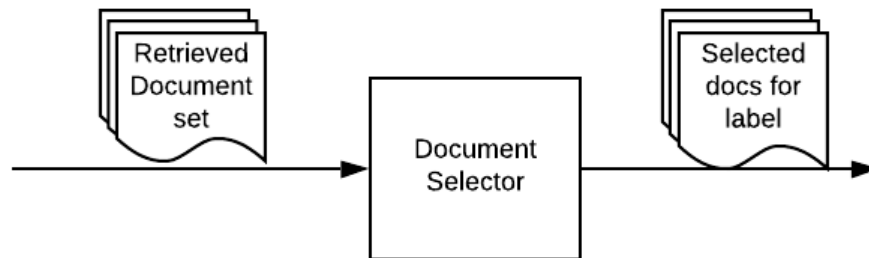 Retrieved
Document
set
Document
Selector
Selected
docs for
label